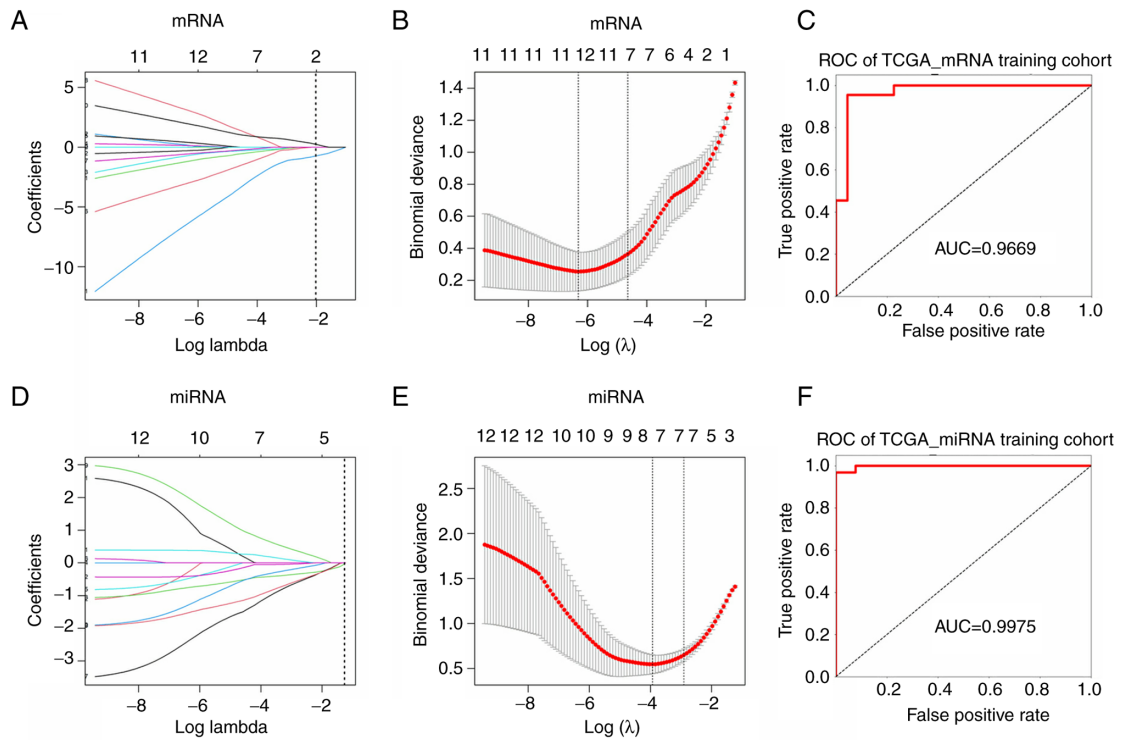 A
mRNA
11 12 7 2
5
0
−5
−10
Coefficients
−8 −6 −4 −2
Log lambda
B
mRNA
11 11 11 11 12 11 7 7 6 4 2 1
1.4
1.2
1.0
0.8
0.6
0.4
0.2
Binomial deviance
−8 −6 −4 −2
Log (λ)
C
ROC of TCGA_mRNA training cohort
1.0
0.8
0.6
0.4
0.2
0.0
True positive rate
AUC=0.9669
0.2 0.4 0.6 0.8 1.0
False positive rate
D
miRNA
12 10 7 5
3
2
1
0
−1
−2
−3
Coefficients
−8 −6 −4 −2
Log lambda
E
miRNA
12 12 12 10 10 9 9 8 7 7 7 5 3
2.5
2.0
1.5
1.0
0.5
Binomial deviance
−8 −6 −4 −2
Log (λ)
F
ROC of TCGA_miRNA training cohort
1.0
0.8
0.6
0.4
0.2
0.0
True positive rate
AUC=0.9975
0.2 0.4 0.6 0.8 1.0
False positive rate